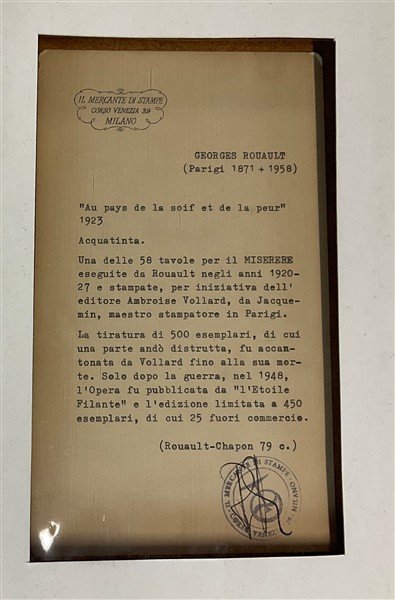 IL MERCANTE DI STAMPE
CORSO VENEZIA 29
MILANO
GEORGES ROUAULT
(Parigi 1871 + 1958)
"Au pays de la soif et de la peur"
1923
Acquatinta.
Una delle 58 tavole per il MISERERE
eseguite da Rouault negli anni 1920-
27 e stampate, per iniziativa dell'
editore Ambroise Vollard, da Jacque-
min, maestro stampatore in Parigi.
La tiratura di 500 esemplari, di cui
una parte andò distrutta, fu accan-
tonata da Vollard fino alla sua mor-
te. Solo dopo la guerra, nel 1948,
l'Opera fu pubblicata da "l'Etoile
Filante" e l'edizione limitata a 450
esemplari, di cui 25 fuori commercio.
(Rouault-Chapon 79 c.)
IL MERCANTE DI STAMPE
MILANO